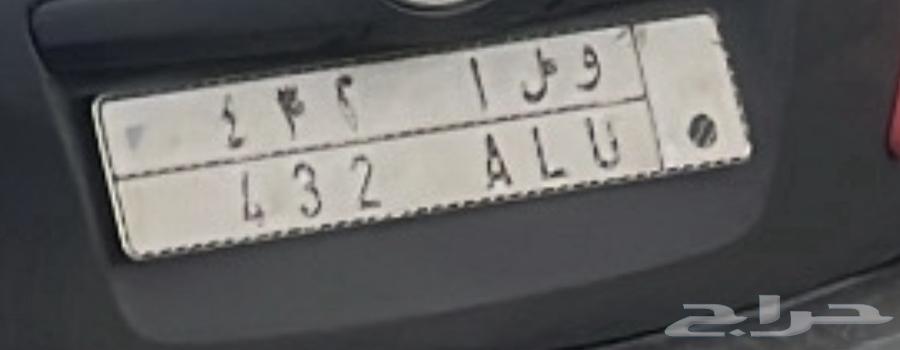 ٤٣٢ و ل ا
432 ALU
حراج